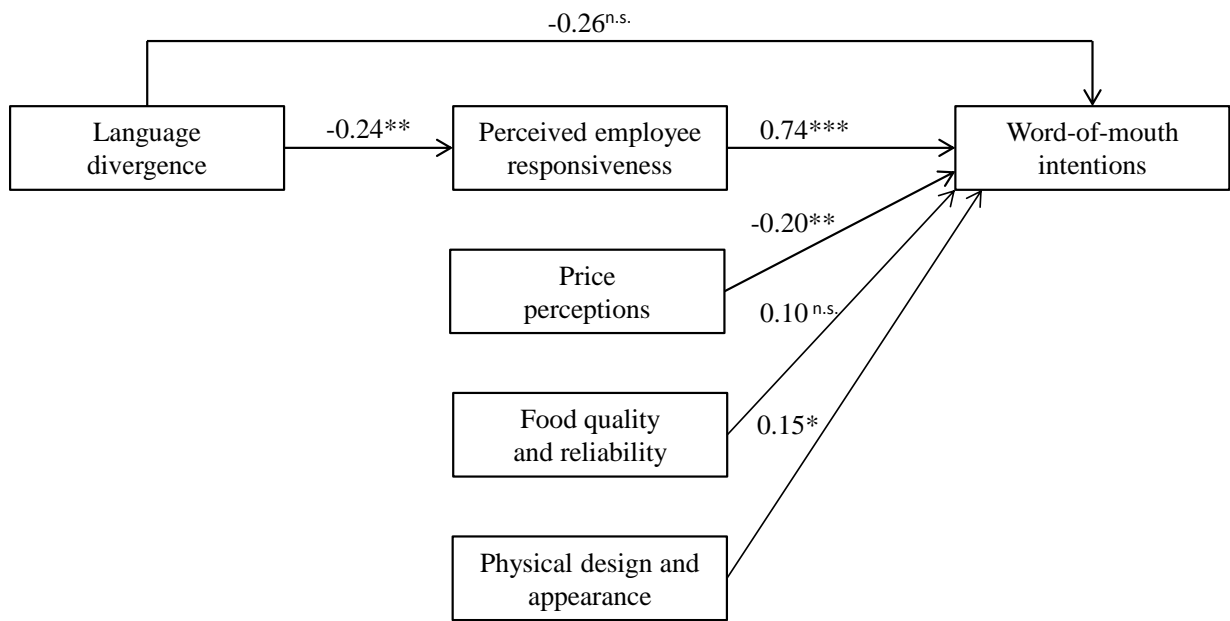 -0.26n.s.
Language
divergence
-0.24**
Perceived employee
responsiveness
0.74***
Word-of-mouth
intentions
-0.20**
Price
perceptions
0.10 n.s.
Food quality
and reliability
0.15*
Physical design and
appearance